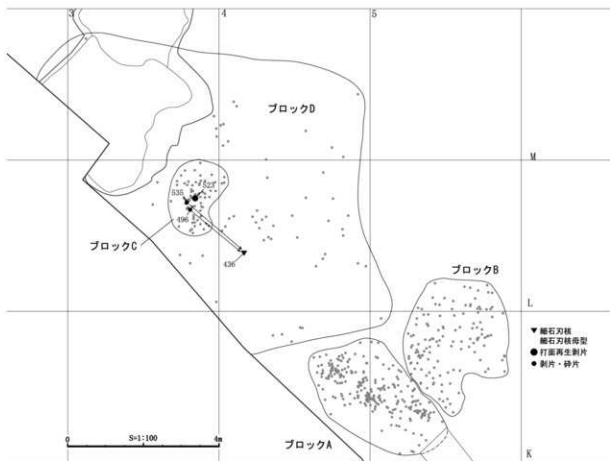 3
4
5
ブロックD
M
523
535
496
ブロックC
436
ブロックB
L
細石刃核
細石刃核母型
打面再生剥片
剥片・砕片
ブロックA
0
S=1:100
4m
K